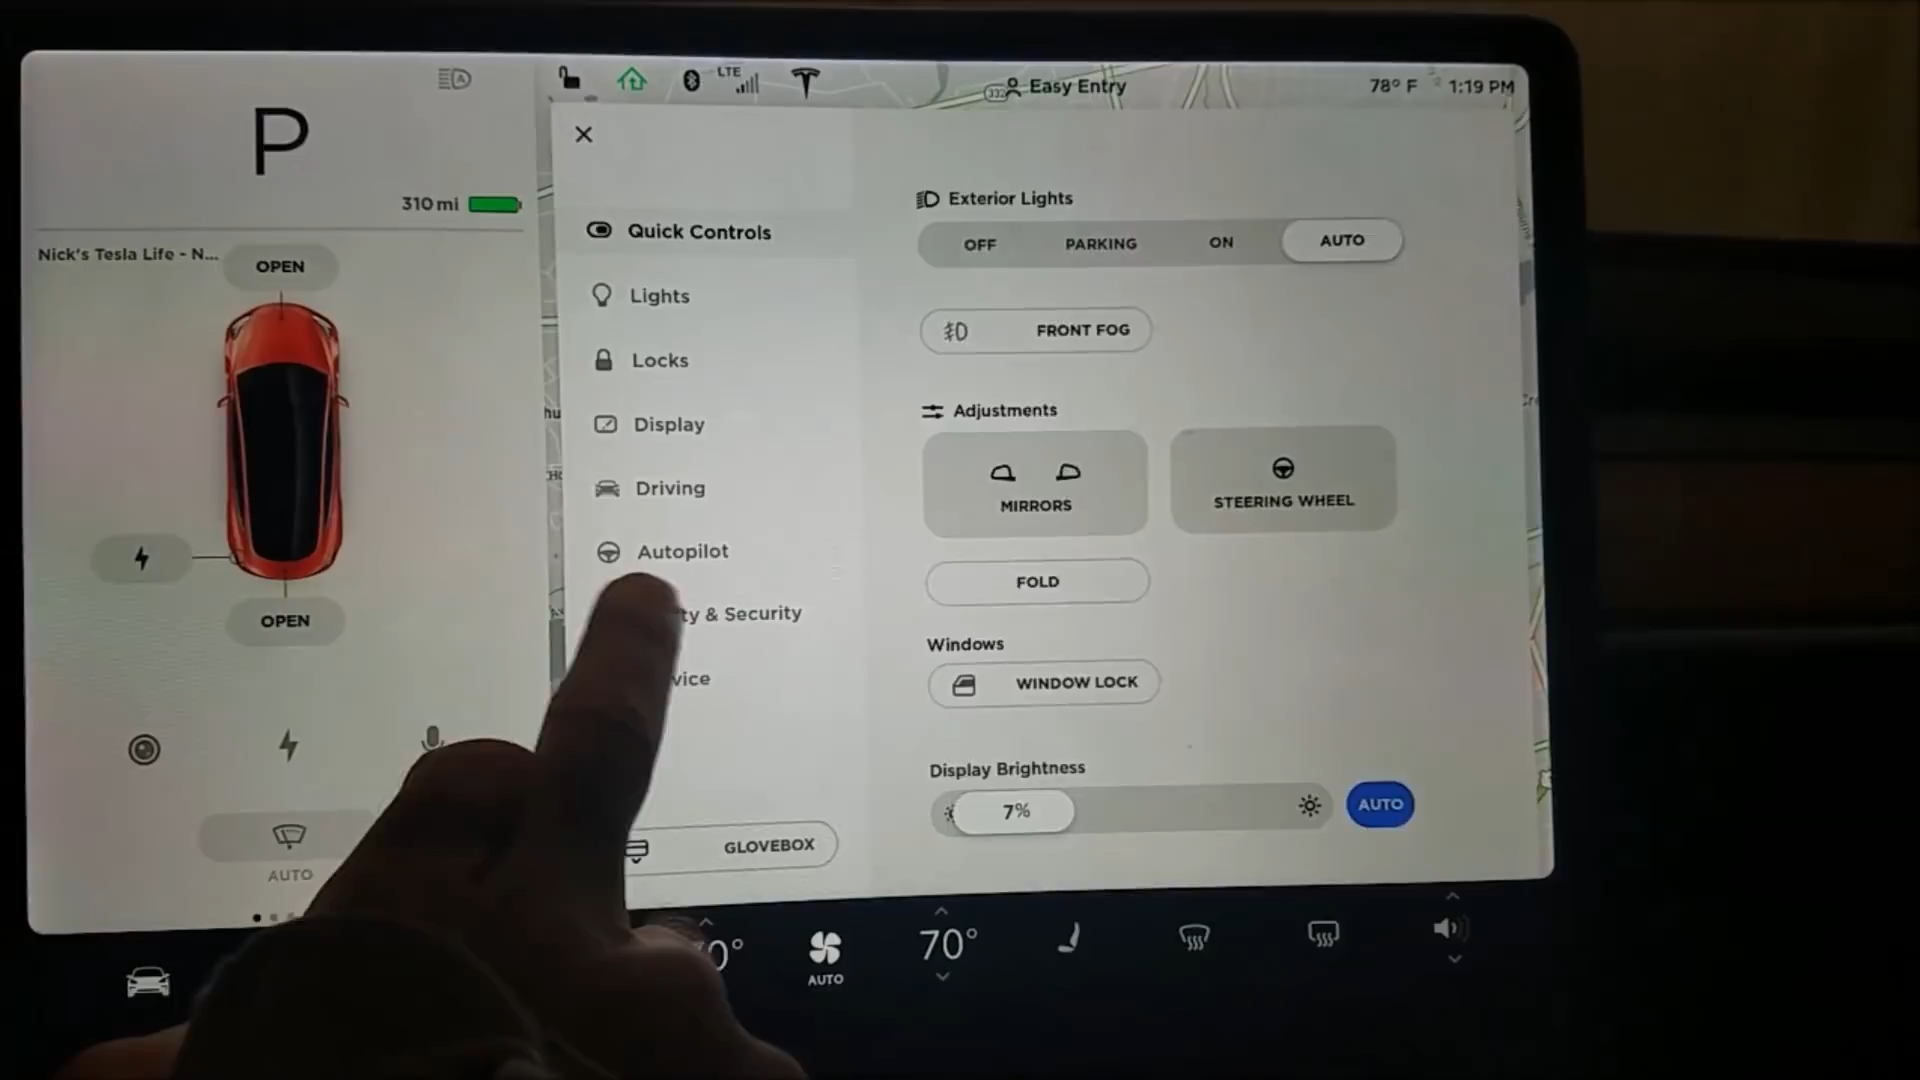 P
310 mi
Nick's Tesla Life - N...
OPEN
OPEN
AUTO
LTE
332
Easy Entry
78° F
1:19 PM
Quick Controls
Lights
Locks
Display
Driving
Autopilot
ty & Security
vice
GLOVEBOX
Exterior Lights
OFF PARKING ON AUTO
FRONT FOG
Adjustments
MIRRORS
STEERING WHEEL
FOLD
Windows
WINDOW LOCK
Display Brightness
7%
AUTO
0°
AUTO
70°